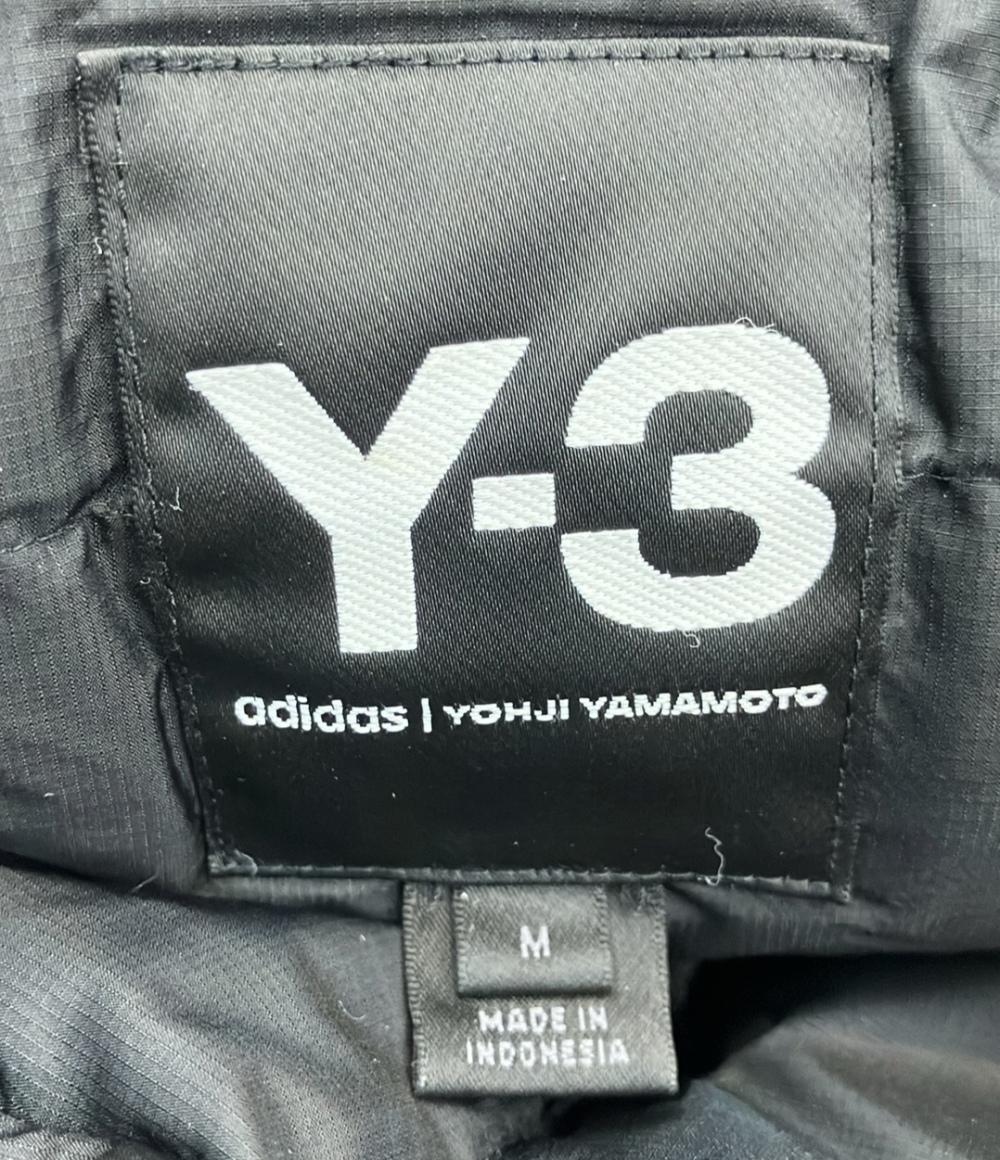 Y-3
adidas | YOHJI YAMAMOTO
M
MADE IN
INDONESIA